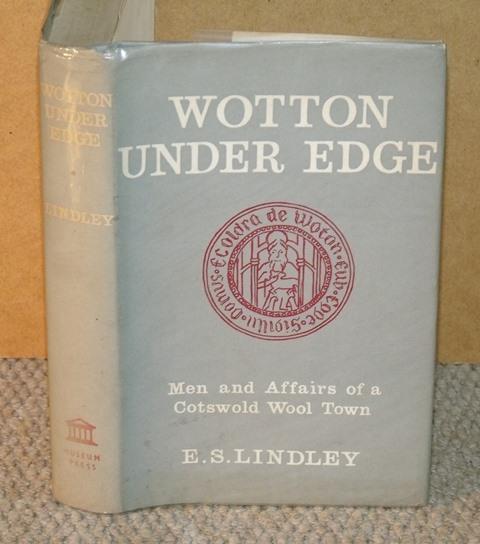 WOTTON
UNDER
EDGE
LINDLEY
MUSEUM
PRESS
WOTTON
UNDER EDGE
Men and Affairs of a
Cotswold Wool Town
E.S.LINDLEY